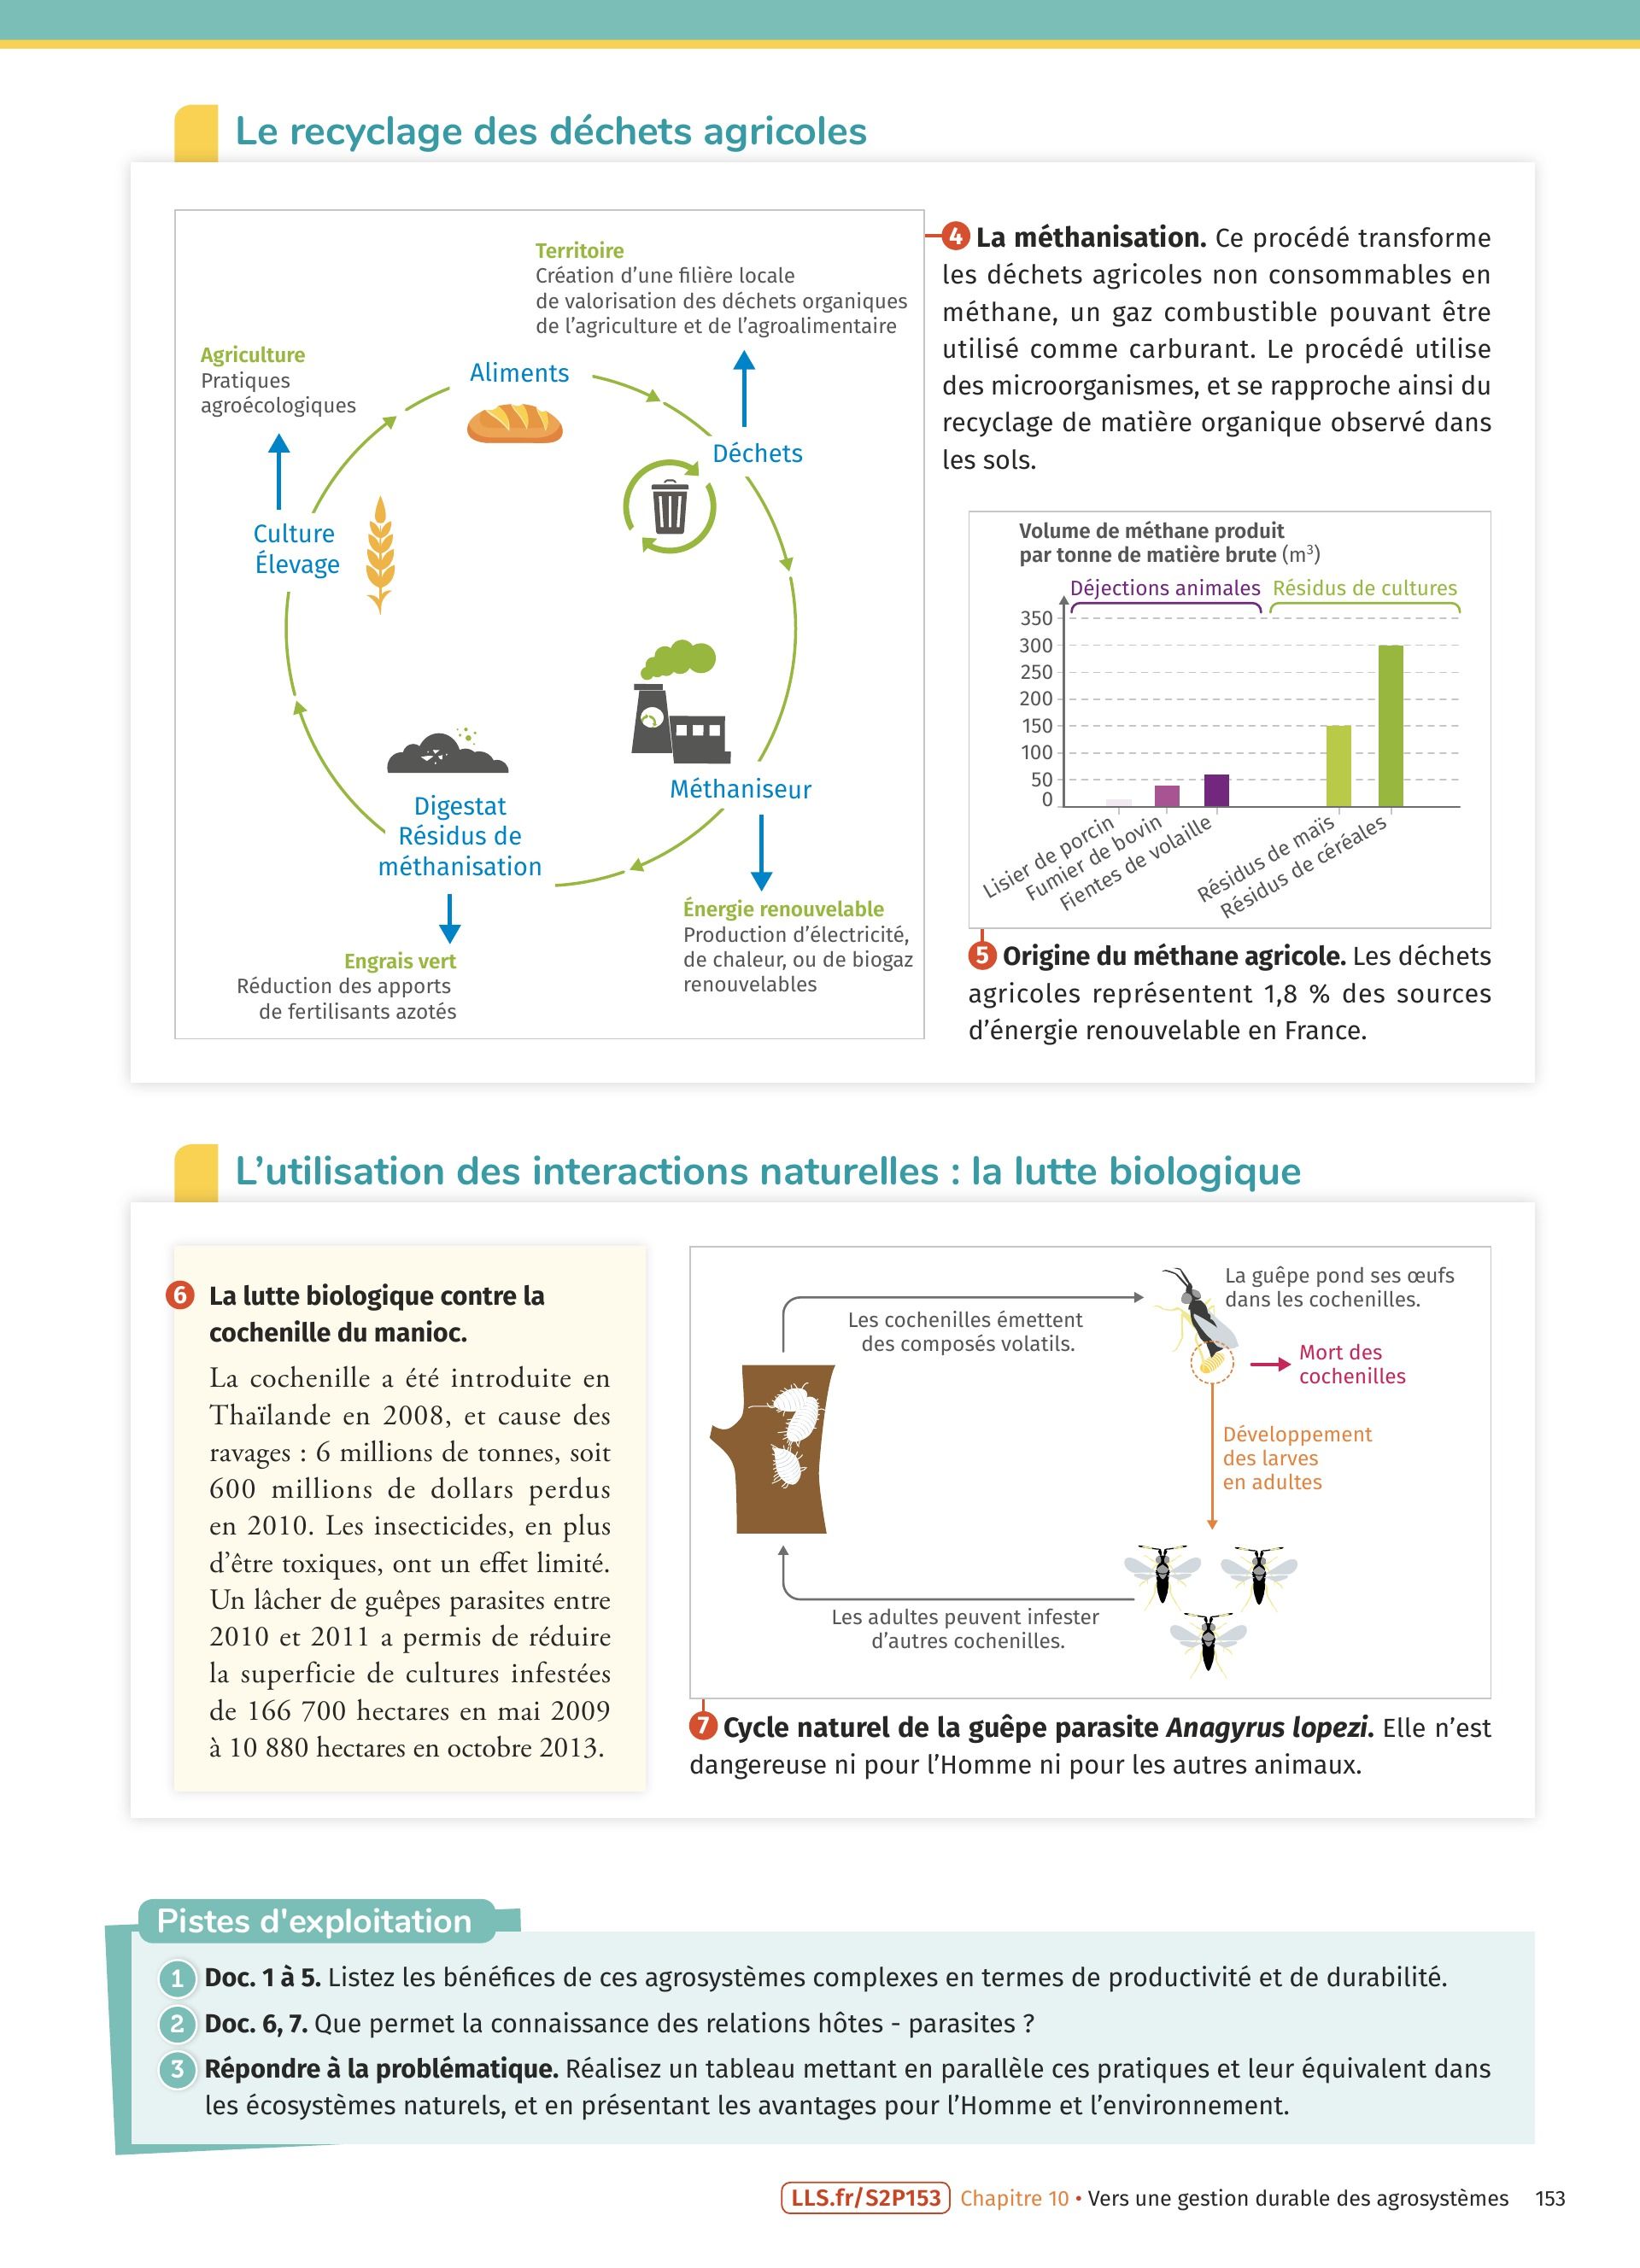 Le recyclage des déchets agricoles
Territoire
Création d’une filière locale
de valorisation des déchets organiques
de l’agriculture et de l’agroalimentaire
Agriculture
Pratiques
agroécologiques
Aliments
Déchets
Culture
Élevage
Méthaniseur
Digestat
Résidus de
méthanisation
Énergie renouvelable
Production d’électricité,
de chaleur, ou de biogaz
renouvelables
Engrais vert
Réduction des apports
de fertilisants azotés
4 La méthanisation. Ce procédé transforme
les déchets agricoles non consommables en
méthane, un gaz combustible pouvant être
utilisé comme carburant. Le procédé utilise
des microorganismes, et se rapproche ainsi du
recyclage de matière organique observé dans
les sols.
Volume de méthane produit
par tonne de matière brute (m³)
Déjections animales Résidus de cultures
350
300
250
200
150
100
50
0
Lisier de porcin
Fumier de bovin
Fientes de volaille
Résidus de maïs
Résidus de céréales
5 Origine du méthane agricole. Les déchets
agricoles représentent 1,8 % des sources
d’énergie renouvelable en France.
L’utilisation des interactions naturelles : la lutte biologique
6 La lutte biologique contre la
cochenille du manioc.
La cochenille a été introduite en
Thaïlande en 2008, et cause des
ravages : 6 millions de tonnes, soit
600 millions de dollars perdus
en 2010. Les insecticides, en plus
d’être toxiques, ont un effet limité.
Un lâcher de guêpes parasites entre
2010 et 2011 a permis de réduire
la superficie de cultures infestées
de 166 700 hectares en mai 2009
à 10 880 hectares en octobre 2013.
Les cochenilles émettent
des composés volatils.
La guêpe pond ses œufs
dans les cochenilles.
Mort des
cochenilles
Développement
des larves
en adultes
Les adultes peuvent infester
d’autres cochenilles.
7 Cycle naturel de la guêpe parasite Anagyrus lopezi. Elle n’est
dangereuse ni pour l’Homme ni pour les autres animaux.
Pistes d'exploitation
1 Doc. 1 à 5. Listez les bénéfices de ces agrosystèmes complexes en termes de productivité et de durabilité.
2 Doc. 6, 7. Que permet la connaissance des relations hôtes - parasites ?
3 Répondre à la problématique. Réalisez un tableau mettant en parallèle ces pratiques et leur équivalent dans
les écosystèmes naturels, et en présentant les avantages pour l’Homme et l’environnement.
LLS.fr/S2P153 Chapitre 10 • Vers une gestion durable des agrosystèmes 153